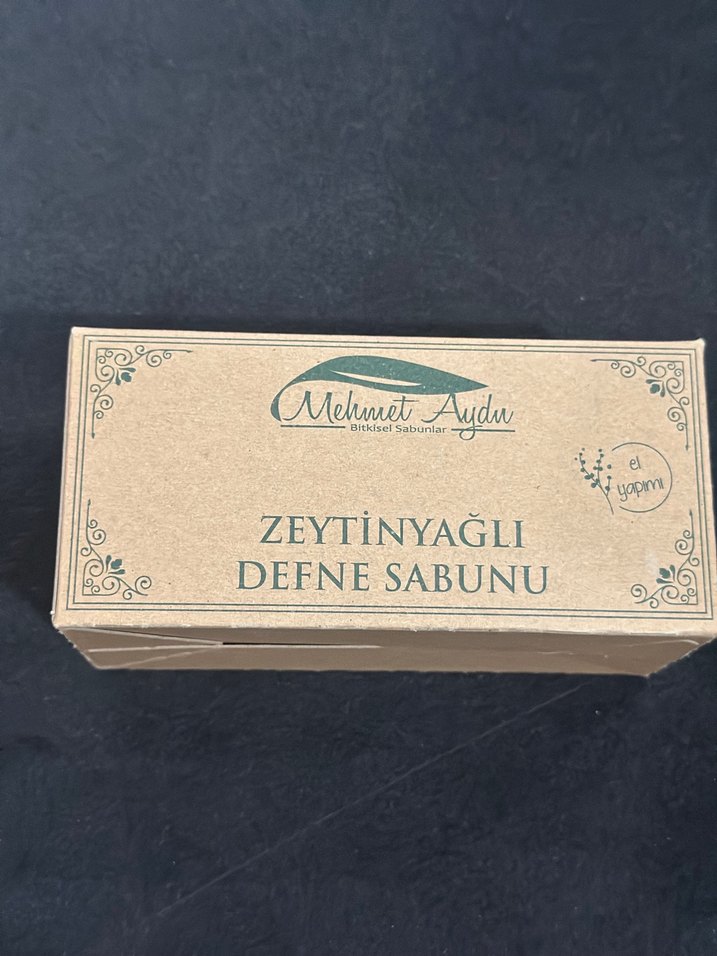 Mehmet Aydın
Bitkisel Sabunlar
el
yapımı
ZEYTİNYAĞLI
DEFNE SABUNU